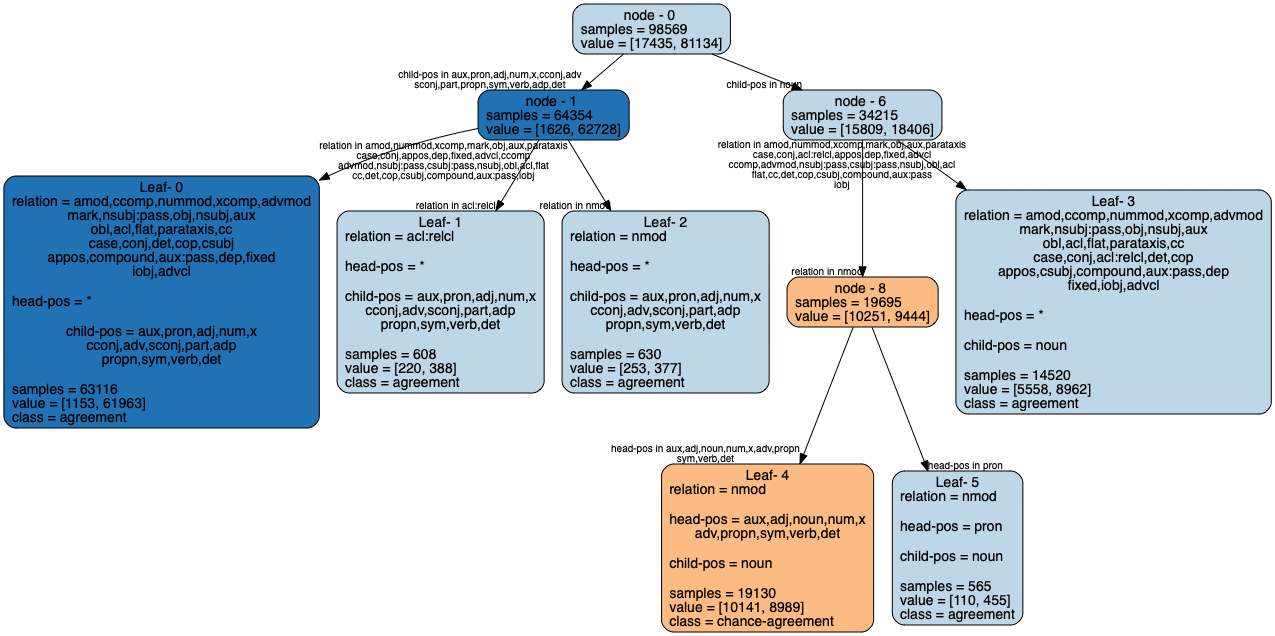 node - 0
samples = 98569
value = [17435, 81134]
child-pos in aux,pron,adj,num,x,cconj,adv
sconj,part,propn,sym,verb,adp,det
child-pos in noun
node - 1
samples = 64354
value = [1626, 62728]
node - 6
samples = 34215
value = [15809, 18406]
relation in amod,nummod,xcomp,mark,obj,aux,parataxis
case,conj,appos,dep,fixed,advcl,ccomp
advmod,nsubj:pass,csubj:pass,nsubj,obl,acl,flat
cc,det,cop,csubj,compound,aux:pass,iobj
relation in acl:relcl
relation in nmod
relation in amod,nummod,xcomp,mark,obj,aux,parataxis
case,conj,acl:relcl,appos,dep,fixed,advcl
ccomp,advmod,nsubj:pass,csubj:pass,nsubj,obl,acl
flat,cc,det,cop,csubj,compound,aux:pass
iobj
relation in nmod
Leaf- 0
relation = amod,ccomp,nummod,xcomp,advmod
mark,nsubj:pass,obj,nsubj,aux
obl,acl,flat,parataxis,cc
case,conj,det,cop,csubj
appos,compound,aux:pass,dep,fixed
iobj,advcl
head-pos = *
child-pos = aux,pron,adj,num,x
cconj,adv,sconj,part,adp
propn,sym,verb,det
samples = 63116
value = [1153, 61963]
class = agreement
Leaf- 1
relation = acl:relcl
head-pos = *
child-pos = aux,pron,adj,num,x
cconj,adv,sconj,part,adp
propn,sym,verb,det
samples = 608
value = [220, 388]
class = agreement
Leaf- 2
relation = nmod
head-pos = *
child-pos = aux,pron,adj,num,x
cconj,adv,sconj,part,adp
propn,sym,verb,det
samples = 630
value = [253, 377]
class = agreement
node - 8
samples = 19695
value = [10251, 9444]
Leaf- 3
relation = amod,ccomp,nummod,xcomp,advmod
mark,nsubj:pass,obj,nsubj,aux
obl,acl,flat,parataxis,cc
case,conj,acl:relcl,det,cop
appos,csubj,compound,aux:pass,dep
fixed,iobj,advcl
head-pos = *
child-pos = noun
samples = 14520
value = [5558, 8962]
class = agreement
head-pos in aux,adj,noun,num,x,adv,propn
sym,verb,det
head-pos in pron
Leaf- 4
relation = nmod
head-pos = aux,adj,noun,num,x
adv,propn,sym,verb,det
child-pos = noun
samples = 19130
value = [10141, 8989]
class = chance-agreement
Leaf- 5
relation = nmod
head-pos = pron
child-pos = noun
samples = 565
value = [110, 455]
class = agreement